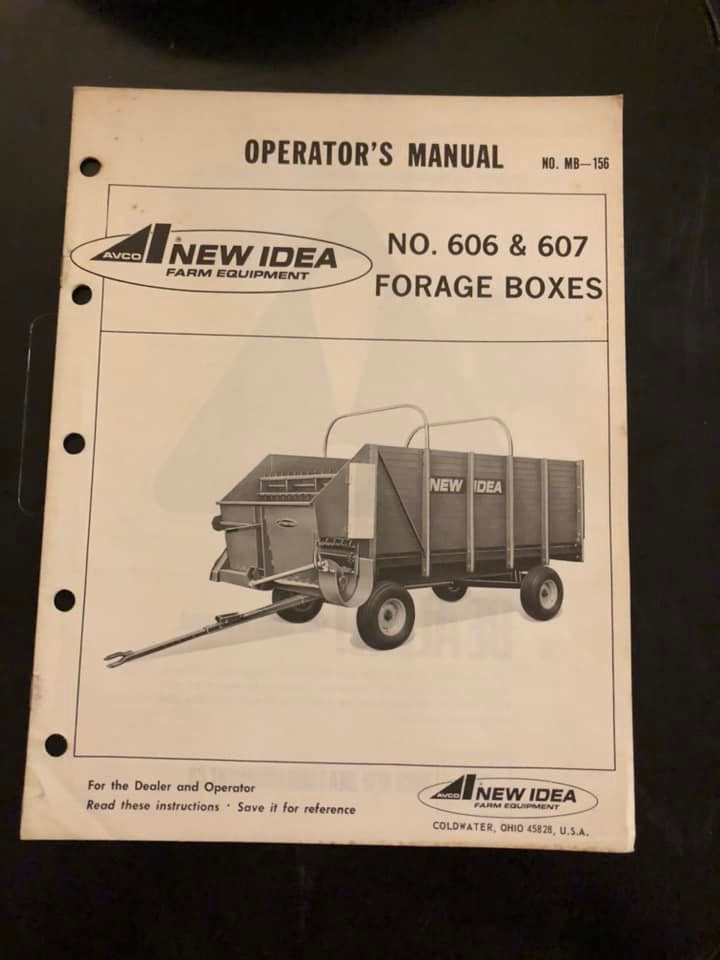 OPERATOR'S MANUAL NO. MB—156
AVCO NEW IDEA
FARM EQUIPMENT
NO. 606 & 607
FORAGE BOXES
NEW IDEA
For the Dealer and Operator
Read these instructions · Save it for reference
AVCO NEW IDEA
FARM EQUIPMENT
COLDWATER, OHIO 45828, U.S.A.